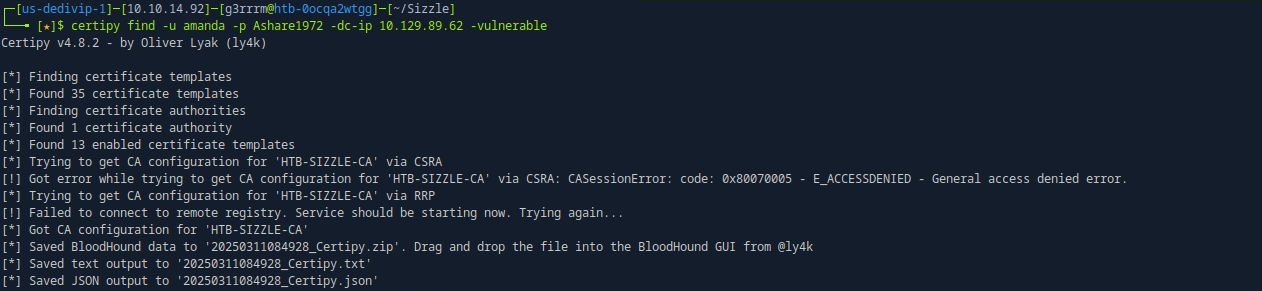 ┌─[us-dedivip-1]─[10.10.14.92]─[g3rrrm@htb-0ocqa2wtgg]─[~/Sizzle]
└──╼ [★]$ certipy find -u amanda -p Ashare1972 -dc-ip 10.129.89.62 -vulnerable
Certipy v4.8.2 - by Oliver Lyak (ly4k)

[*] Finding certificate templates
[*] Found 35 certificate templates
[*] Finding certificate authorities
[*] Found 1 certificate authority
[*] Found 13 enabled certificate templates
[*] Trying to get CA configuration for 'HTB-SIZZLE-CA' via CSRA
[!] Got error while trying to get CA configuration for 'HTB-SIZZLE-CA' via CSRA: CASessionError: code: 0x80070005 - E_ACCESSDENIED - General access denied error.
[*] Trying to get CA configuration for 'HTB-SIZZLE-CA' via RRP
[!] Failed to connect to remote registry. Service should be starting now. Trying again...
[*] Got CA configuration for 'HTB-SIZZLE-CA'
[*] Saved BloodHound data to '20250311084928_Certipy.zip'. Drag and drop the file into the BloodHound GUI from @ly4k
[*] Saved text output to '20250311084928_Certipy.txt'
[*] Saved JSON output to '20250311084928_Certipy.json'